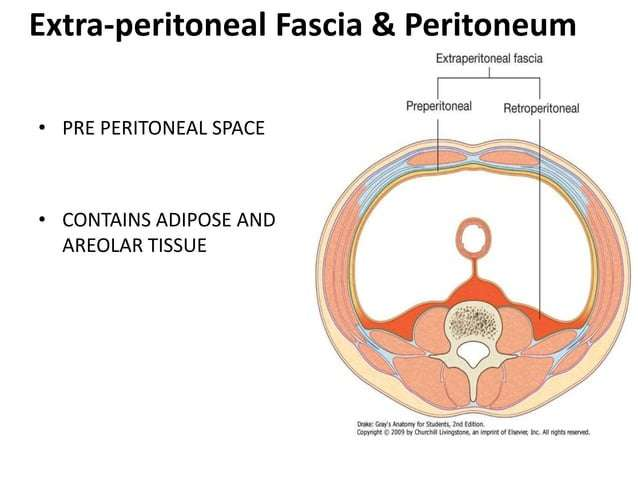 Extra-peritoneal Fascia & Peritoneum
Extraperitoneal fascia
Preperitoneal
Retroperitoneal
• PRE PERITONEAL SPACE
• CONTAINS ADIPOSE AND
AREOLAR TISSUE
Drake: Gray's Anatomy for Students, 2nd Edition.
Copyright © 2009 by Churchill Livingstone, an imprint of Elsevier, Inc. All rights reserved.